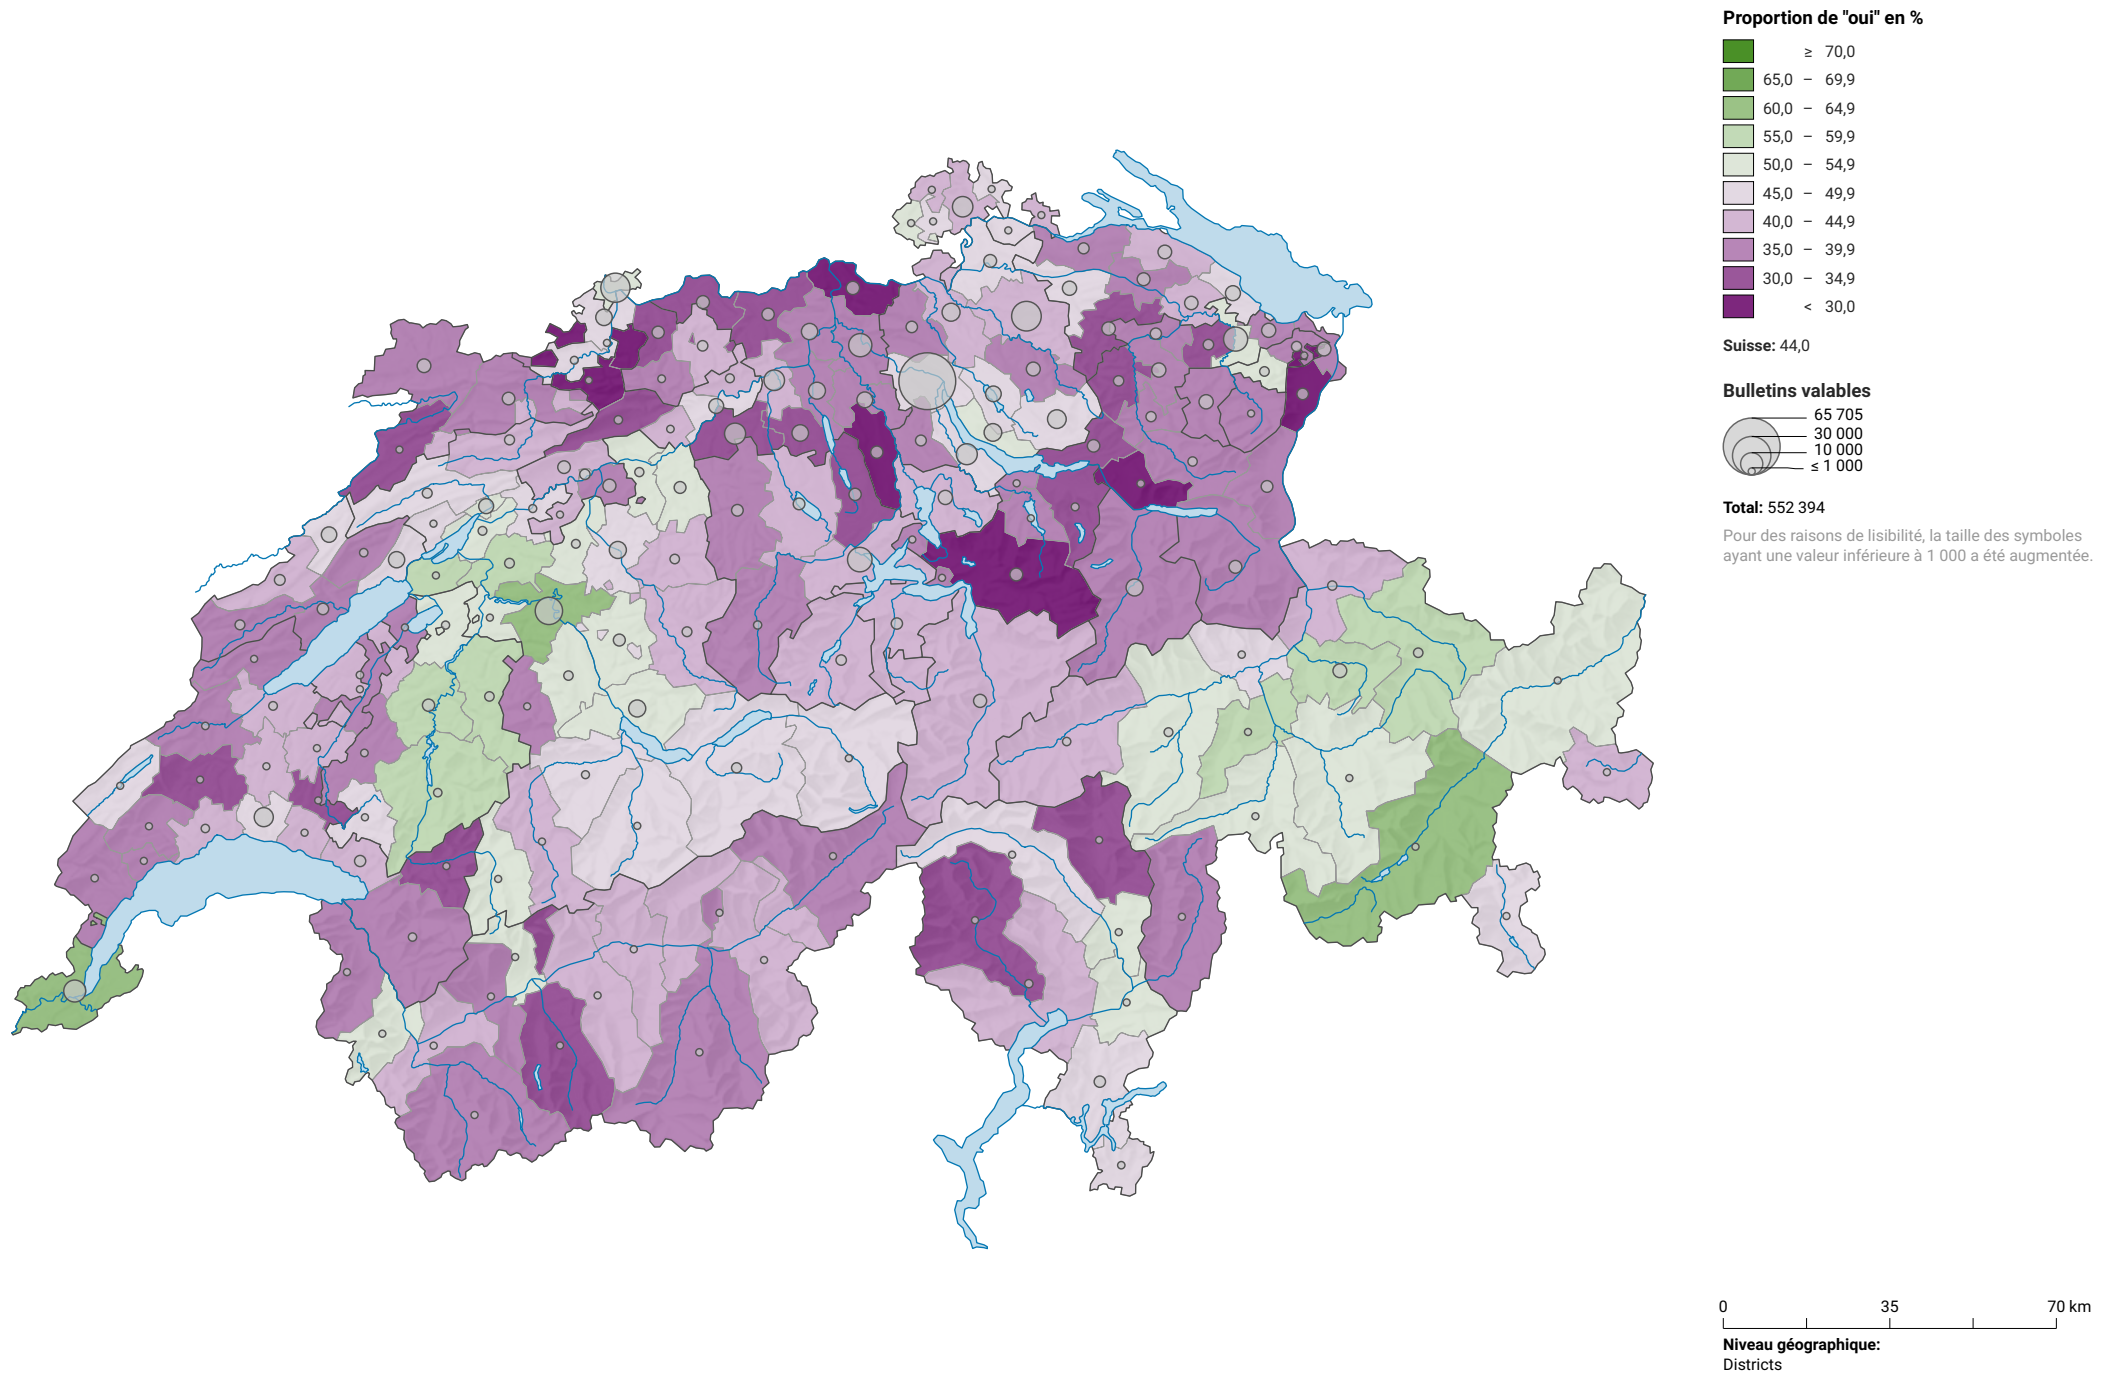 Proportion de "oui" en %
≥ 70,0
65,0 – 69,9
60,0 – 64,9
55,0 – 59,9
50,0 – 54,9
45,0 – 49,9
40,0 – 44,9
35,0 – 39,9
30,0 – 34,9
< 30,0
Suisse: 44,0
Bulletins valables
65 705
30 000
10 000
≤ 1 000
Total: 552 394
Pour des raisons de lisibilité, la taille des symboles
ayant une valeur inférieure à 1 000 a été augmentée.
0 35 70 km
Niveau géographique:
Districts